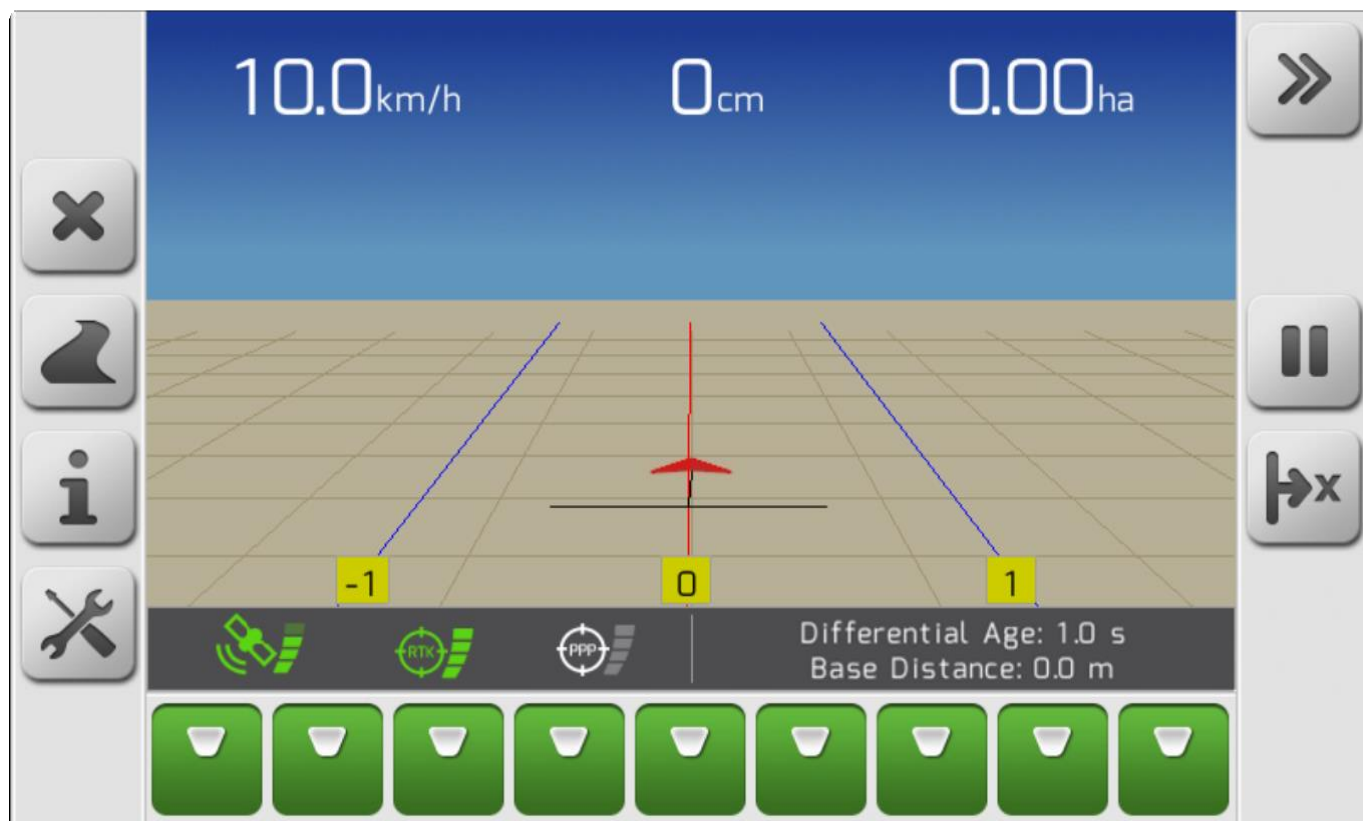 10.0km/h 0cm 0.00ha
x
-1 0 1
RTK PPP Differential Age: 1.0 s
Base Distance: 0.0 m